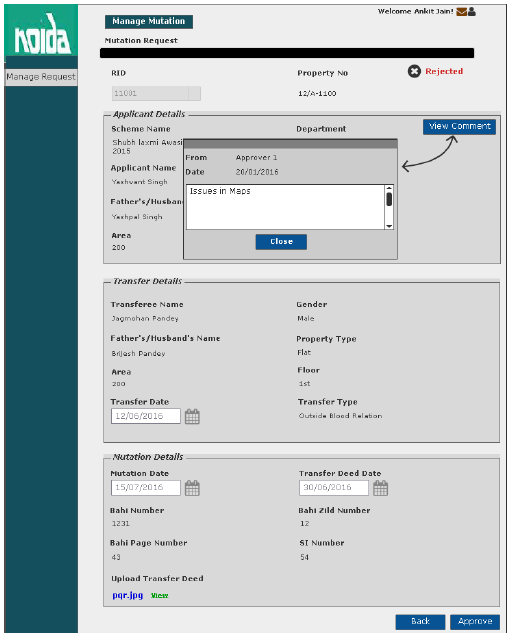 Welcome Ankit Jain!
noida
Manage Mutation
Mutation Request
Manage Request
RID
Property No
Rejected
11001
12/A-1100
Applicant Details
Scheme Name
Department
View Comment
Shubh laxmi Awasi
2015
From Approver 1
Date 20/01/2016
Issues in Maps
Close
Applicant Name
Yashvant Singh
Father's/Husban
Yashpal Singh
Area
200
Transfer Details
Transferee Name
Gender
Jagmohan Pandey
Male
Father's/Husband's Name
Property Type
Brijesh Pandey
Flat
Area
Floor
200
1st
Transfer Date
Transfer Type
12/06/2016
Outside Blood Relation
Mutation Details
Mutation Date
Transfer Deed Date
15/07/2016
30/06/2016
Bahi Number
Bahi Zild Number
1231
12
Bahi Page Number
SI Number
43
54
Upload Transfer Deed
pqr.jpg View
Back
Approve